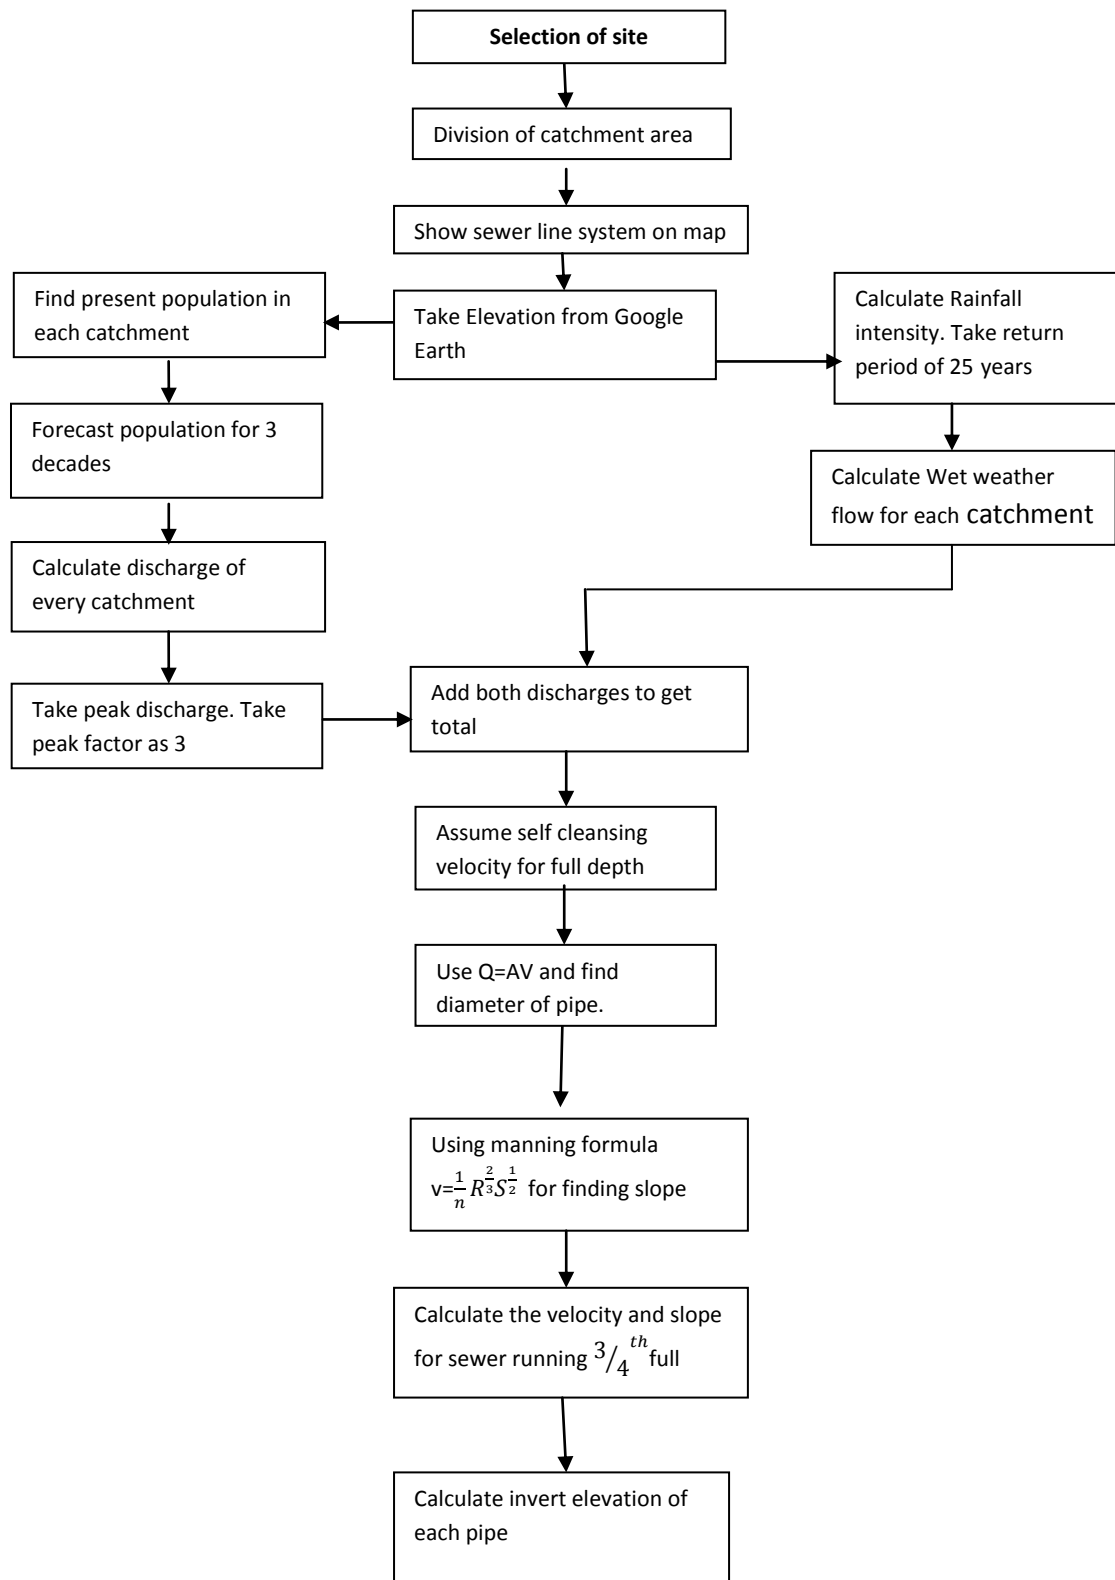 Selection of site
Division of catchment area
Show sewer line system on map
Take Elevation from Google
Earth
Find present population in
each catchment
Forecast population for 3
decades
Calculate discharge of
every catchment
Take peak discharge. Take
peak factor as 3
Calculate Rainfall
intensity. Take return
period of 25 years
Calculate Wet weather
flow for each catchment
Add both discharges to get
total
Assume self cleansing
velocity for full depth
Use Q=AV and find
diameter of pipe.
Using manning formula
v=\frac{1}{n} R^{\frac{2}{3}} S^{\frac{1}{2}} for finding slope
Calculate the velocity and slope
for sewer running 3/4^{th} full
Calculate invert elevation of
each pipe